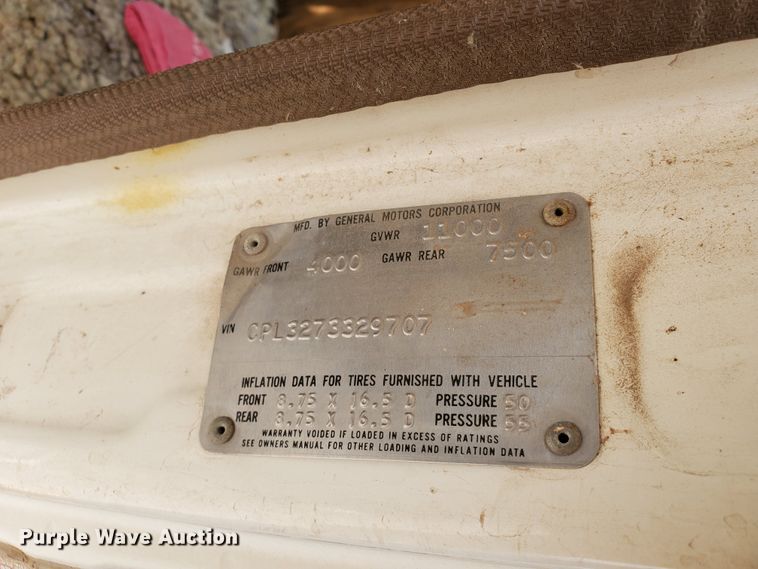 MFD. BY GENERAL MOTORS CORPORATION
GVWR 11000
GAWR FRONT 4000 GAWR REAR 7500
VIN CPL3273329707
INFLATION DATA FOR TIRES FURNISHED WITH VEHICLE
FRONT 8.75 X 16.5 D PRESSURE 50
REAR 8.75 X 16.5 D PRESSURE 55
WARRANTY VOIDED IF LOADED IN EXCESS OF RATINGS
SEE OWNERS MANUAL FOR OTHER LOADING AND INFLATION DATA
Purple Wave Auction